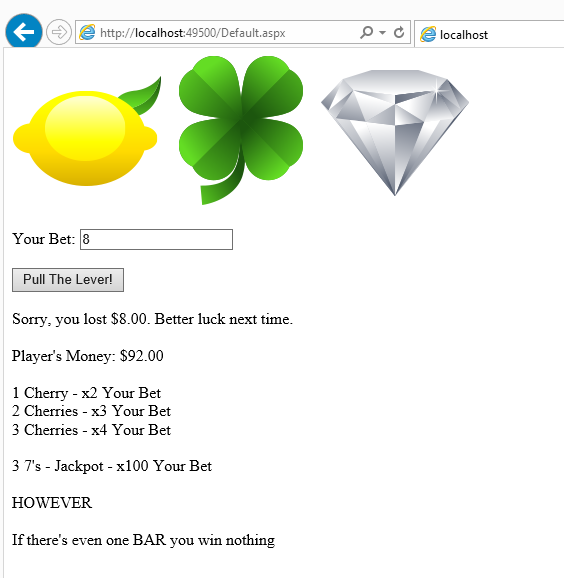 http://localhost:49500/Default.aspx
localhost
Your Bet: 8
Pull The Lever!
Sorry, you lost $8.00. Better luck next time.
Player's Money: $92.00
1 Cherry - x2 Your Bet
2 Cherries - x3 Your Bet
3 Cherries - x4 Your Bet
3 7's - Jackpot - x100 Your Bet
HOWEVER
If there's even one BAR you win nothing